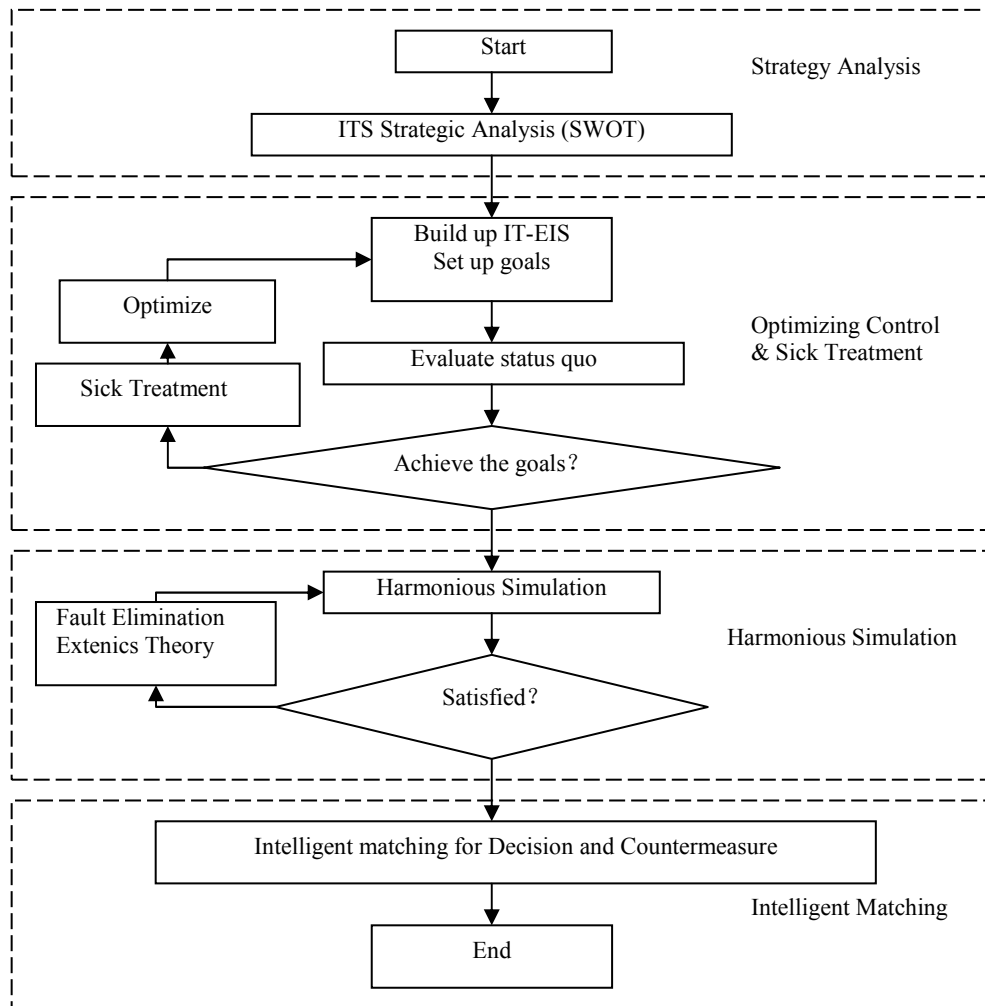 Start
Strategy Analysis
ITS Strategic Analysis (SWOT)
Build up IT-EIS
Set up goals
Optimize
Optimizing Control
& Sick Treatment
Evaluate status quo
Sick Treatment
Achieve the goals？
Harmonious Simulation
Fault Elimination
Extenics Theory
Harmonious Simulation
Satisfied？
Intelligent matching for Decision and Countermeasure
Intelligent Matching
End